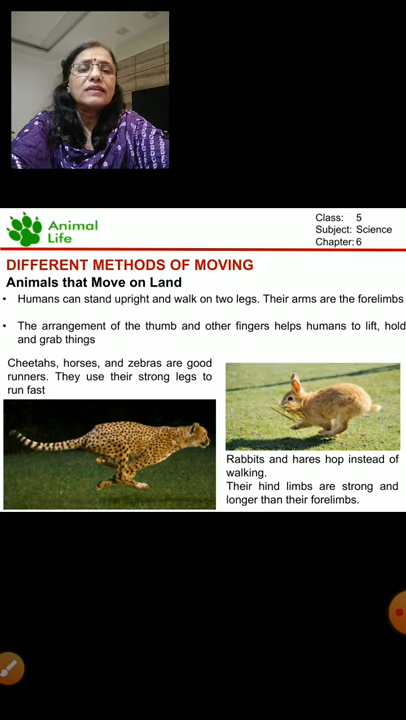 Animal
Life
Class: 5
Subject: Science
Chapter: 6
DIFFERENT METHODS OF MOVING
Animals that Move on Land
• Humans can stand upright and walk on two legs. Their arms are the forelimbs
• The arrangement of the thumb and other fingers helps humans to lift, hold
and grab things
Cheetahs, horses, and zebras are good
runners. They use their strong legs to
run fast
Rabbits and hares hop instead of
walking.
Their hind limbs are strong and
longer than their forelimbs.